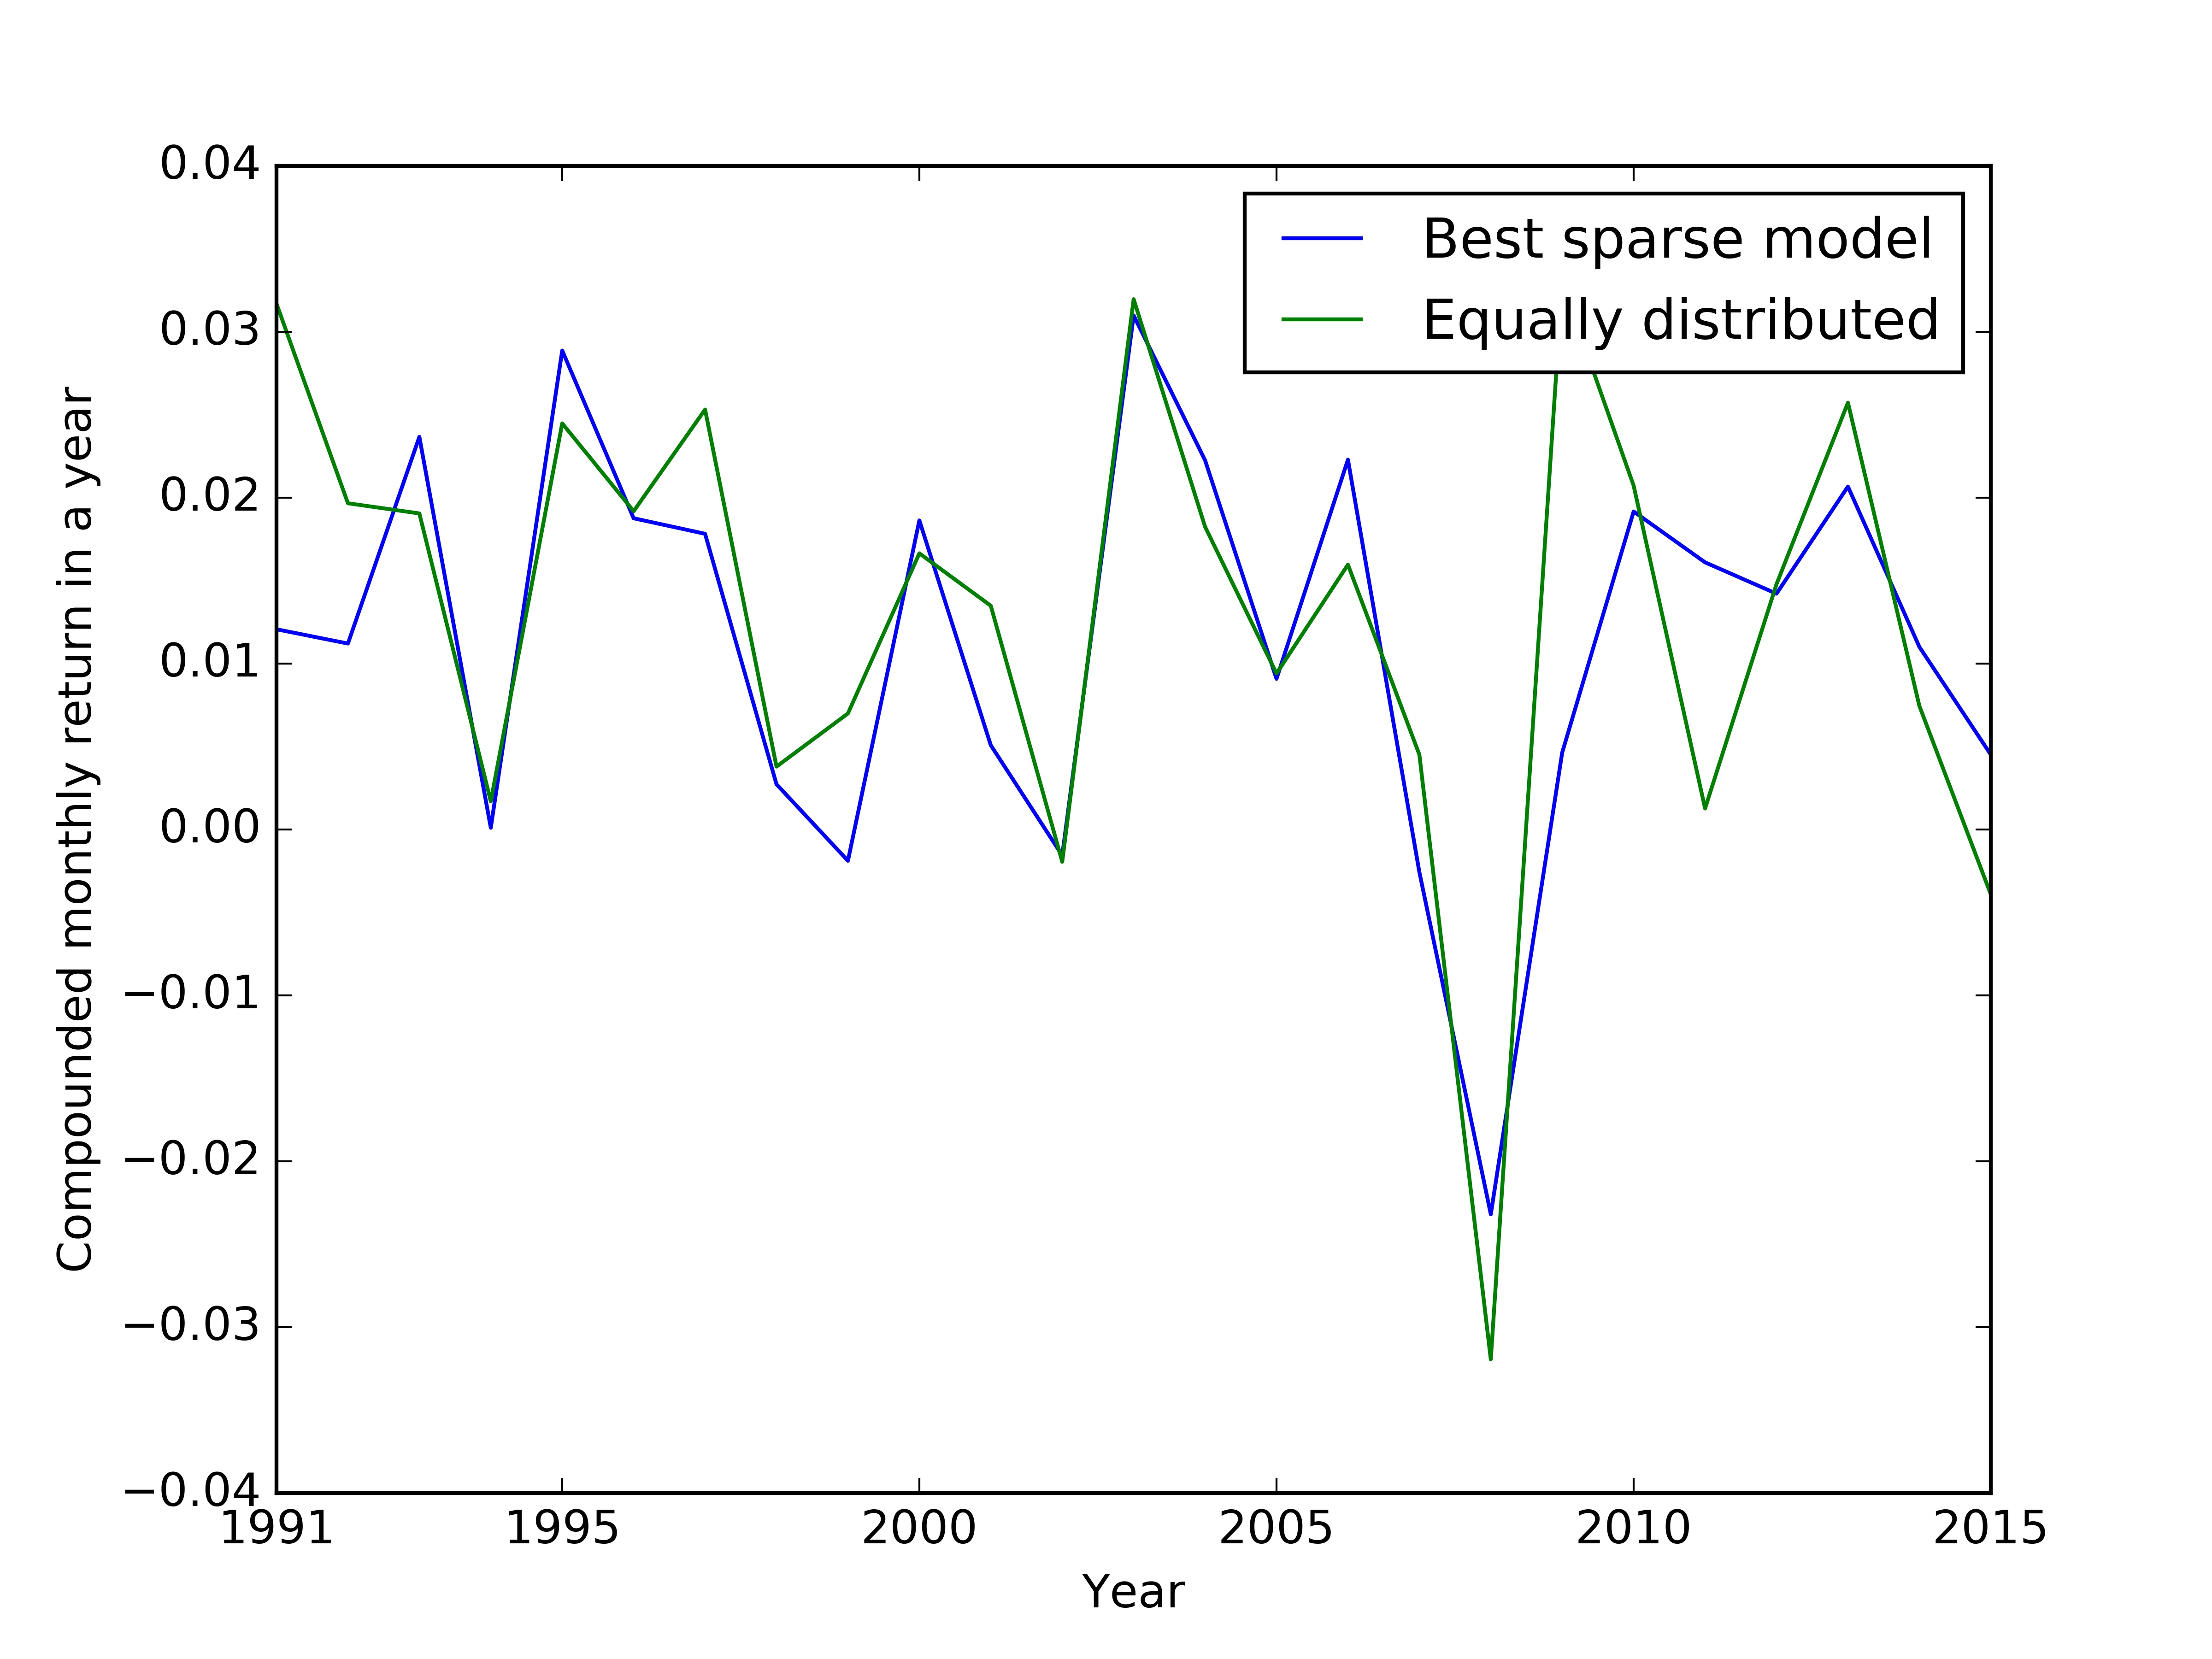 0.04
0.03
0.02
0.01
0.00
−0.01
−0.02
−0.03
−0.04
Compounded monthly return in a year
Best sparse model
Equally distributed
1991 1995 2000 2005 2010 2015
Year